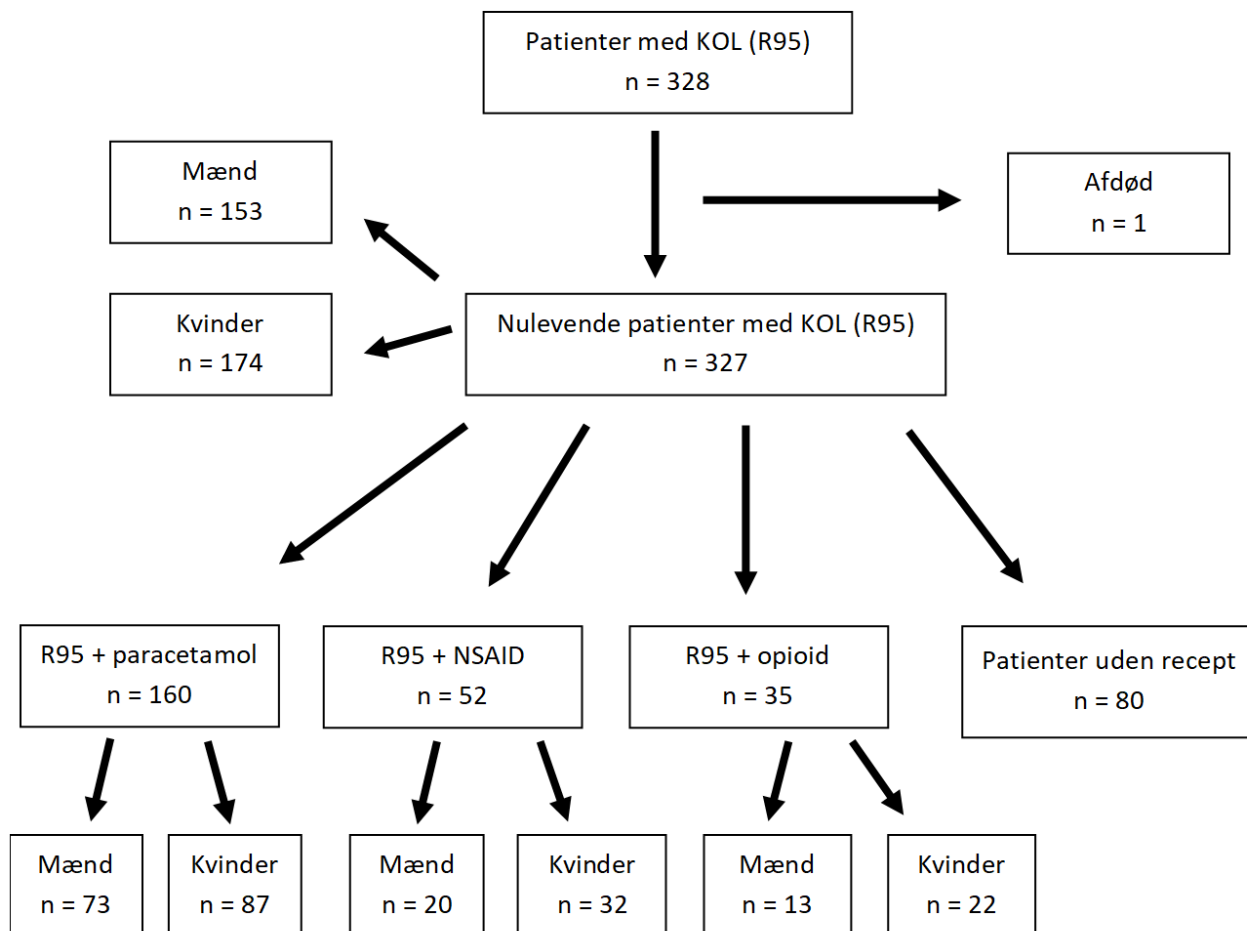 Patienter med KOL (R95)
n = 328
Mænd
n = 153
Afdød
n = 1
Kvinder
n = 174
Nulevende patienter med KOL (R95)
n = 327
R95 + paracetamol
n = 160
R95 + NSAID
n = 52
R95 + opioid
n = 35
Patienter uden recept
n = 80
Mænd
n = 73
Kvinder
n = 87
Mænd
n = 20
Kvinder
n = 32
Mænd
n = 13
Kvinder
n = 22